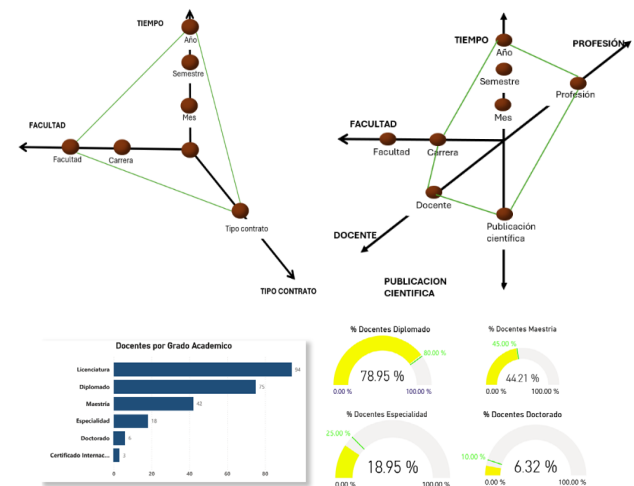 TIEMPO
Año
Semestre
Mes
FACULTAD
Facultad
Carrera
Tipo contrato
TIPO CONTRATO
TIEMPO
PROFESIÓN
Año
Semestre
Profesión
Mes
FACULTAD
Facultad
Carrera
Docente
Publicación
científica
DOCENTE
PUBLICACION
CIENTIFICA
Docentes por Grado Academico
Licenciatura
94
Diplomado
75
Maestria
42
Especialidad
18
Doctorado
6
Certificado Internac...
3
0
20
40
60
80
% Docentes Diplomado
80.00 %
78.95 %
0.00 %
100.00 %
% Docentes Maestria
45.00 %
44.21 %
0.00 %
100.00 %
% Docentes Especialidad
25.00 %
18.95 %
0.00 %
100.00 %
% Docentes Doctorado
10.00 %
6.32 %
0.00 %
100.00 %